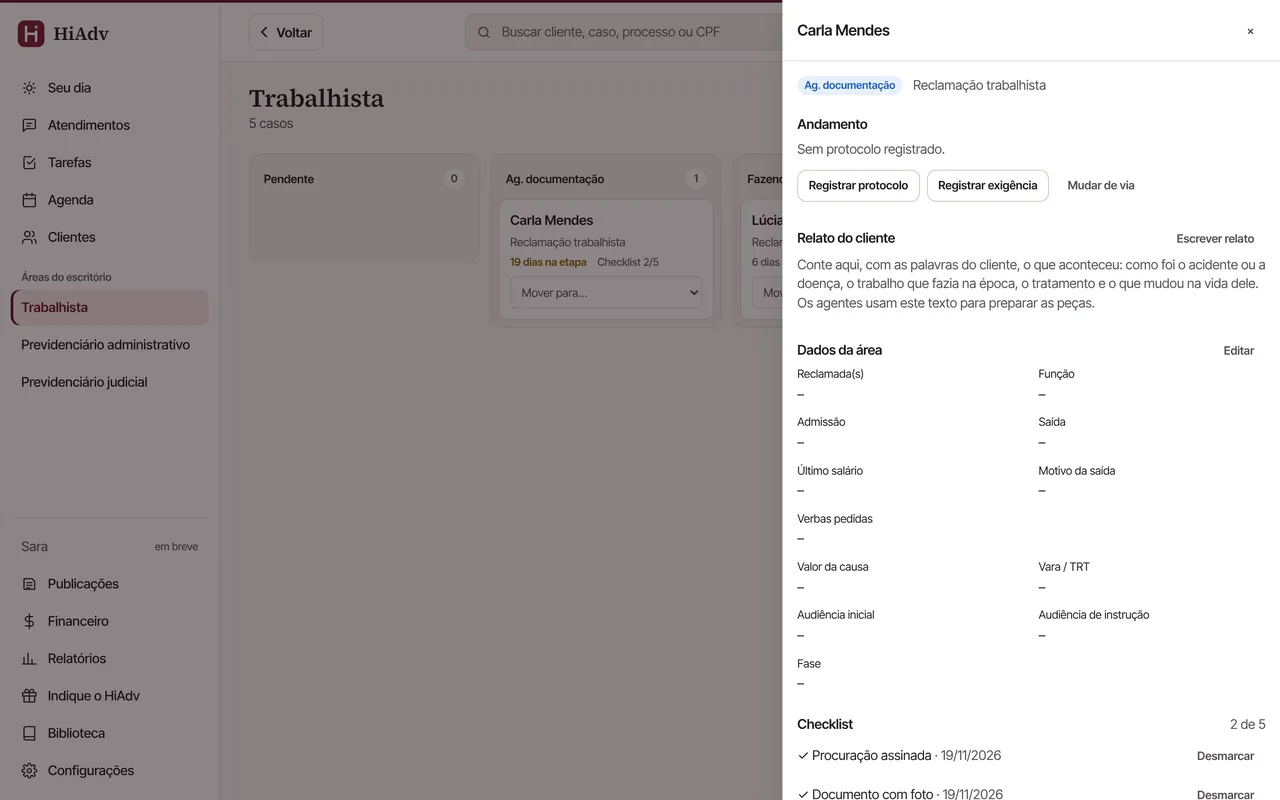 HiAdv
Seu dia
Atendimentos
Tarefas
Agenda
Clientes
Áreas do escritório
Trabalhista
Previdenciário administrativo
Previdenciário judicial
Sara em breve
Publicações
Financeiro
Relatórios
Indique o HiAdv
Biblioteca
Configurações
Voltar
Buscar cliente, caso, processo ou CPF
Trabalhista
5 casos
Pendente 0
Ag. documentação 1
Carla Mendes
Reclamação trabalhista
19 dias na etapa Checklist 2/5
Mover para...
Carla Mendes
×
Ag. documentação Reclamação trabalhista
Andamento
Sem protocolo registrado.
Registrar protocolo Registrar exigência Mudar de via
Relato do cliente Escrever relato
Conte aqui, com as palavras do cliente, o que aconteceu: como foi o acidente ou a
doença, o trabalho que fazia na época, o tratamento e o que mudou na vida dele.
Os agentes usam este texto para preparar as peças.
Dados da área Editar
Reclamada(s) Função
– –
Admissão Saída
– –
Último salário Motivo da saída
– –
Verbas pedidas
–
Valor da causa Vara / TRT
– –
Audiência inicial Audiência de instrução
– –
Fase
–
Checklist 2 de 5
✓ Procuração assinada · 19/11/2026 Desmarcar
✓ Documento com foto · 19/11/2026 Desmarcar